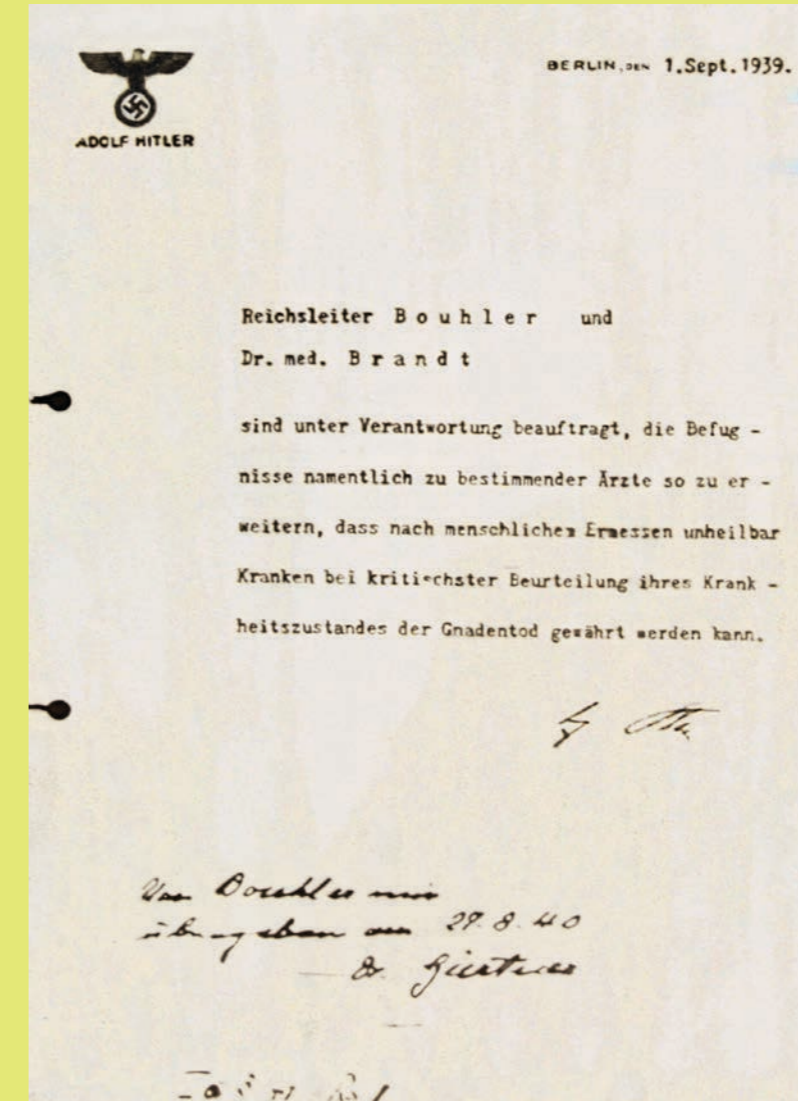 BERLIN, DEN 1.Sept.1939.
ADOLF HITLER
Reichsleiter B o u h l e r und
Dr. med. B r a n d t
sind unter Verantwortung beauftragt, die Befug -
nisse namentlich zu bestimmender Ärzte so zu er -
weitern, dass nach menschlichem Ermessen unheilbar
Kranken bei kritischster Beurteilung ihres Krank -
heitszustandes der Gnadentod gewährt werden kann.
Von Bouhler mir
übergeben am 27.8.40
Dr. Gürtner